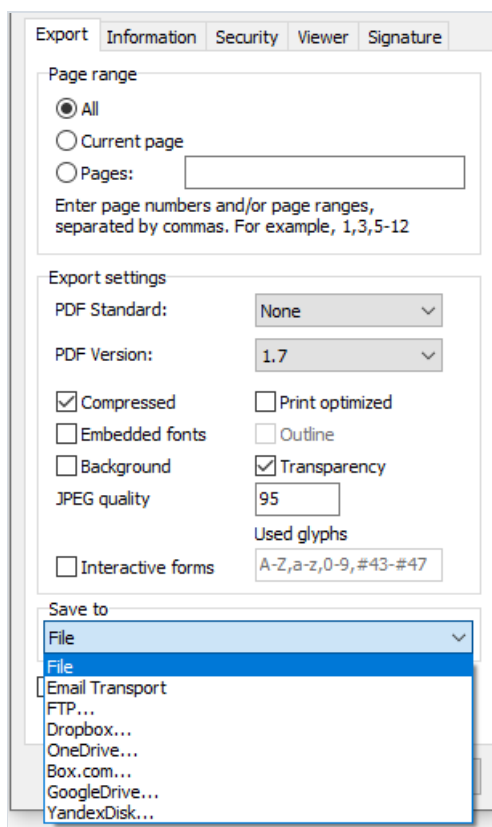 Export Information Security Viewer Signature
Page range
All
Current page
Pages:
Enter page numbers and/or page ranges,
separated by commas. For example, 1,3,5-12
Export settings
PDF Standard: None
PDF Version: 1.7
Compressed Print optimized
Embedded fonts Outline
Background Transparency
JPEG quality 95
Used glyphs
Interactive forms A-Z,a-z,0-9,#43-#47
Save to
File
File
Email Transport
FTP...
Dropbox...
OneDrive...
Box.com...
GoogleDrive...
YandexDisk...